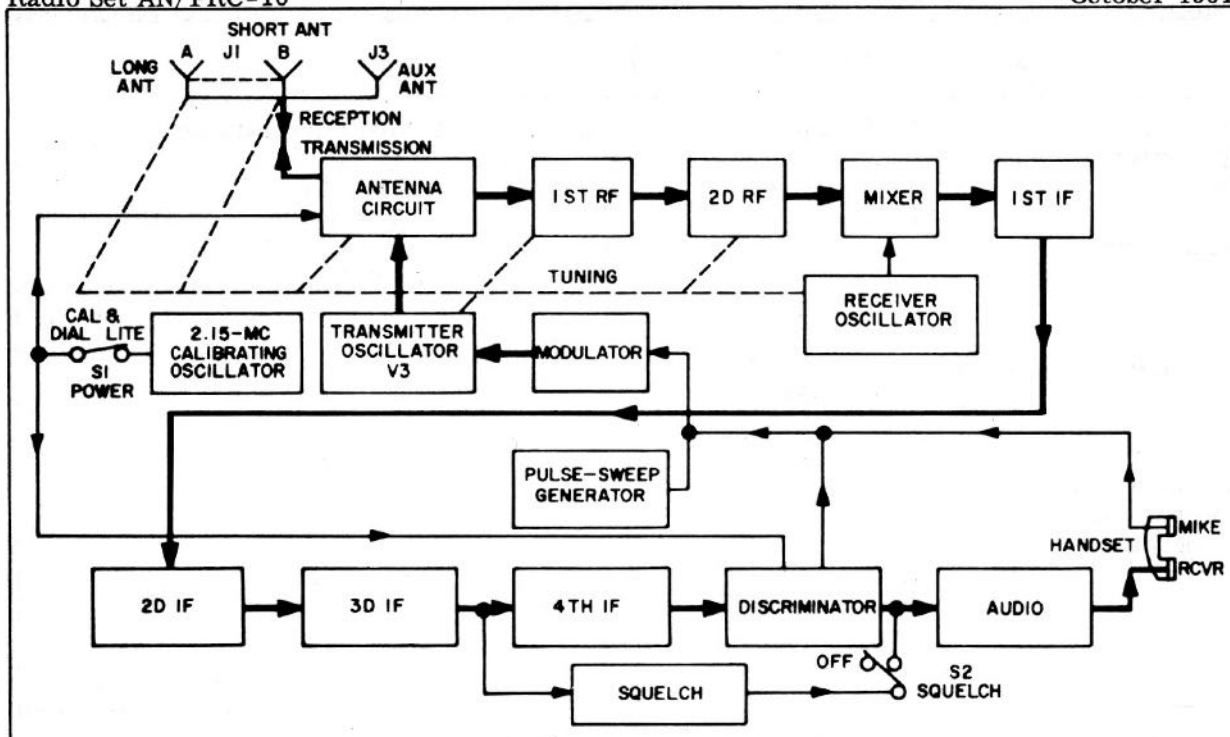 Radio Set AN/PRC-10
October
SHORT ANT
A J1 B J3
LONG ANT
AUX ANT
RECEPTION
TRANSMISSION
ANTENNA CIRCUIT
1ST RF
2D RF
MIXER
1ST IF
TUNING
RECEIVER OSCILLATOR
CAL & DIAL LITE
S1 POWER
2.15-MC CALIBRATING OSCILLATOR
TRANSMITTER OSCILLATOR V3
MODULATOR
PULSE-SWEEP GENERATOR
HANDSET
MIKE
RCVR
2D IF
3D IF
4TH IF
DISCRIMINATOR
AUDIO
OFF
S2 SQUELCH
SQUELCH